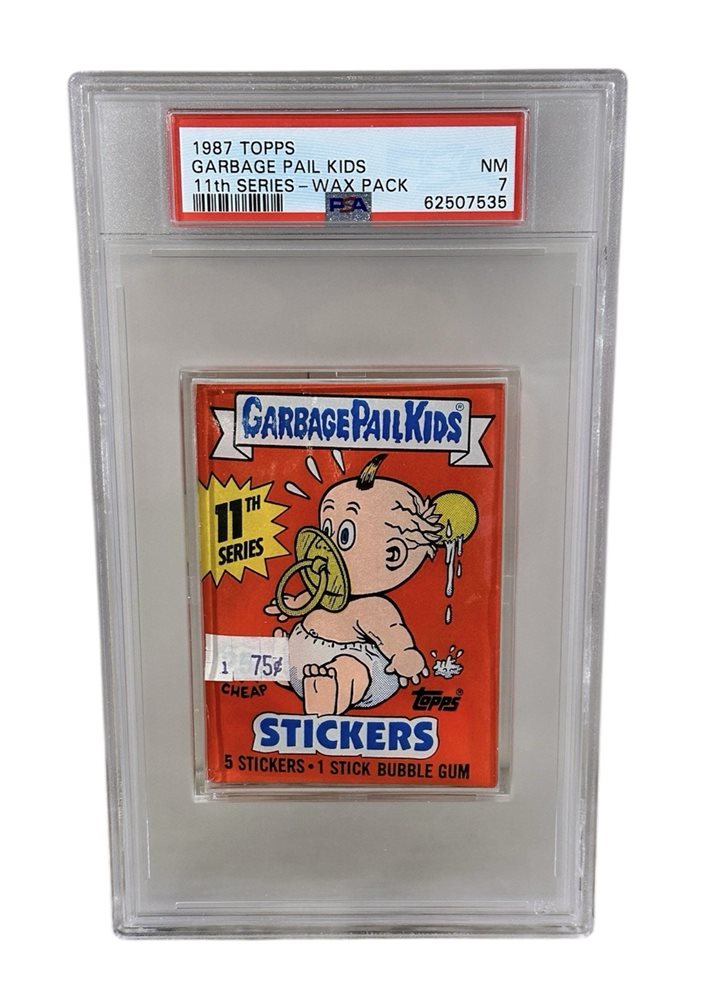 1987 TOPPS
GARBAGE PAIL KIDS NM
11th SERIES - WAX PACK 7
PSA 62507535
GARBAGE PAIL KIDS®
11TH
SERIES
1 75¢
CHEAP
TOPPS®
STICKERS
5 STICKERS • 1 STICK BUBBLE GUM